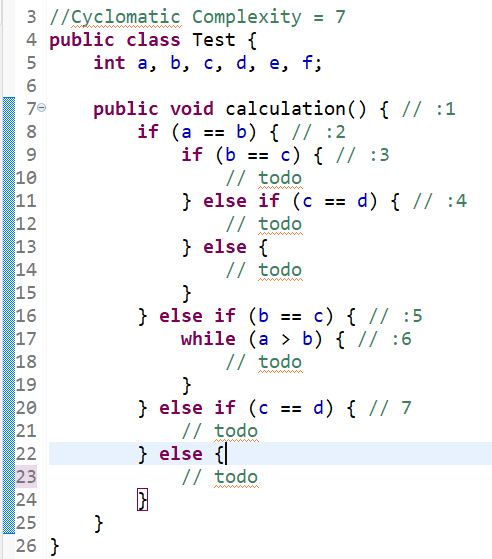 3 //Cyclomatic Complexity = 7
4 public class Test {
5     int a, b, c, d, e, f;
6
7     public void calculation() { // :1
8         if (a == b) { // :2
9             if (b == c) { // :3
10                 // todo
11             } else if (c == d) { // :4
12                 // todo
13             } else {
14                 // todo
15             }
16         } else if (b == c) { // :5
17             while (a > b) { // :6
18                 // todo
19             }
20         } else if (c == d) { // 7
21             // todo
22         } else {
23             // todo
24         }
25     }
26 }